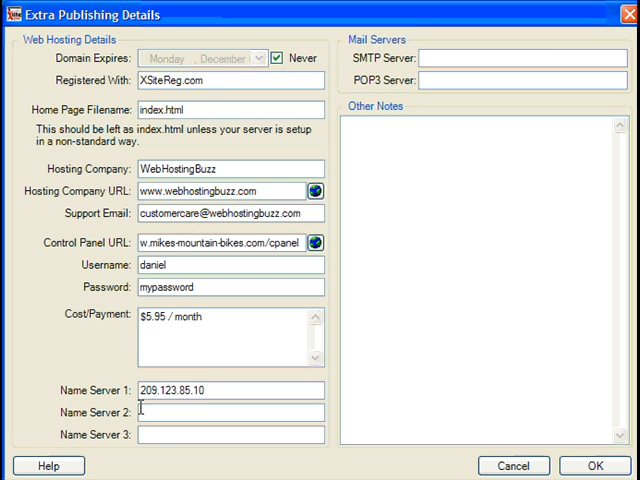 Extra Publishing Details
Web Hosting Details
Domain Expires: Monday , December Never
Registered With: XSiteReg.com
Home Page Filename: index.html
This should be left as index.html unless your server is setup
in a non-standard way.
Hosting Company: WebHostingBuzz
Hosting Company URL: www.webhostingbuzz.com
Support Email: customercare@webhostingbuzz.com
Control Panel URL: w.mikes-mountain-bikes.com/cpanel
Username: daniel
Password: mypassword
Cost/Payment: $5.95 / month
Name Server 1: 209.123.85.10
Name Server 2:
Name Server 3:
Mail Servers
SMTP Server:
POP3 Server:
Other Notes
Help
Cancel
OK